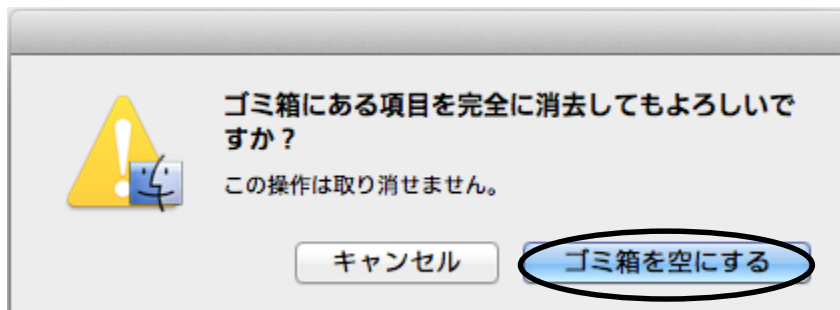 ゴミ箱にある項目を完全に消去してもよろしいで
すか？
この操作は取り消せません。
キャンセル ゴミ箱を空にする